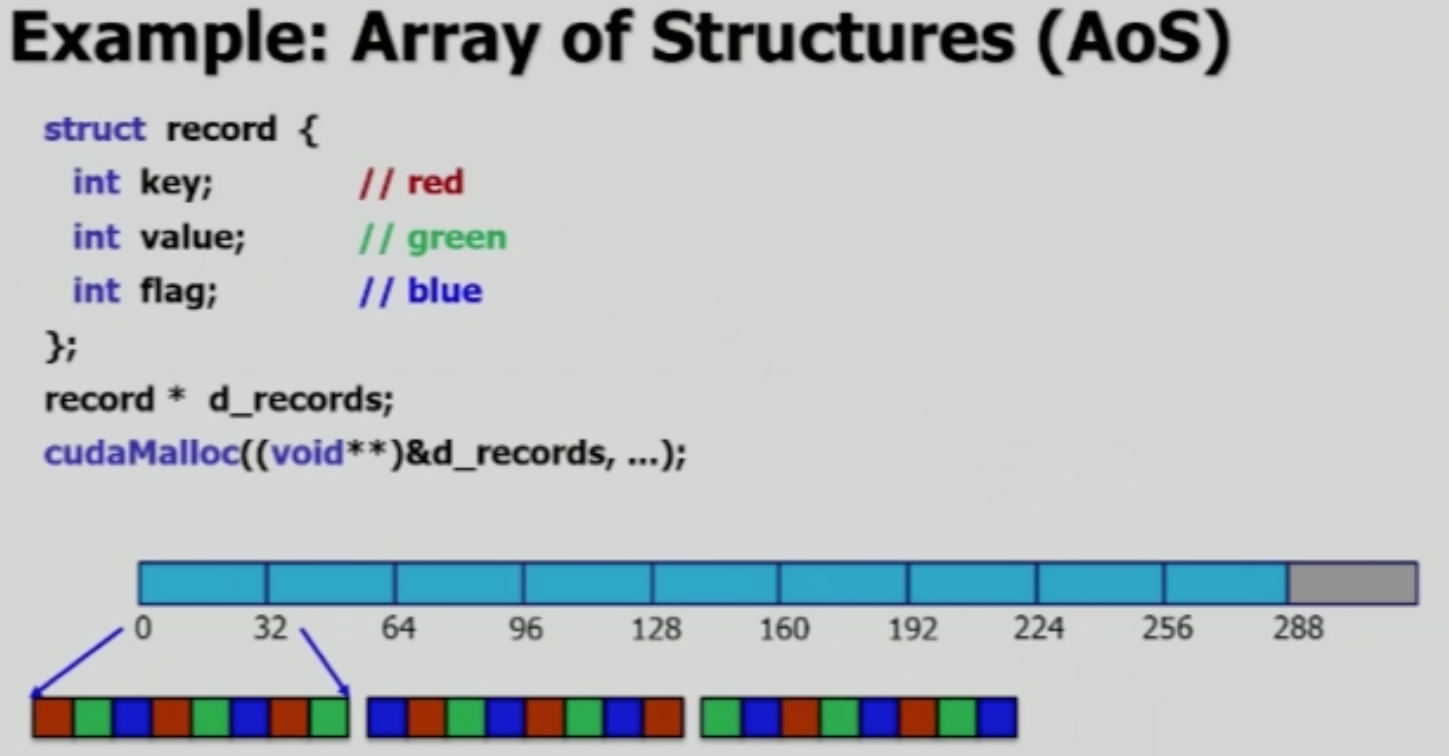 Example: Array of Structures (AoS)
struct record {
int key; // red
int value; // green
int flag; // blue
};
record * d_records;
cudaMalloc((void**)&d_records, ...);
0 32 64 96 128 160 192 224 256 288